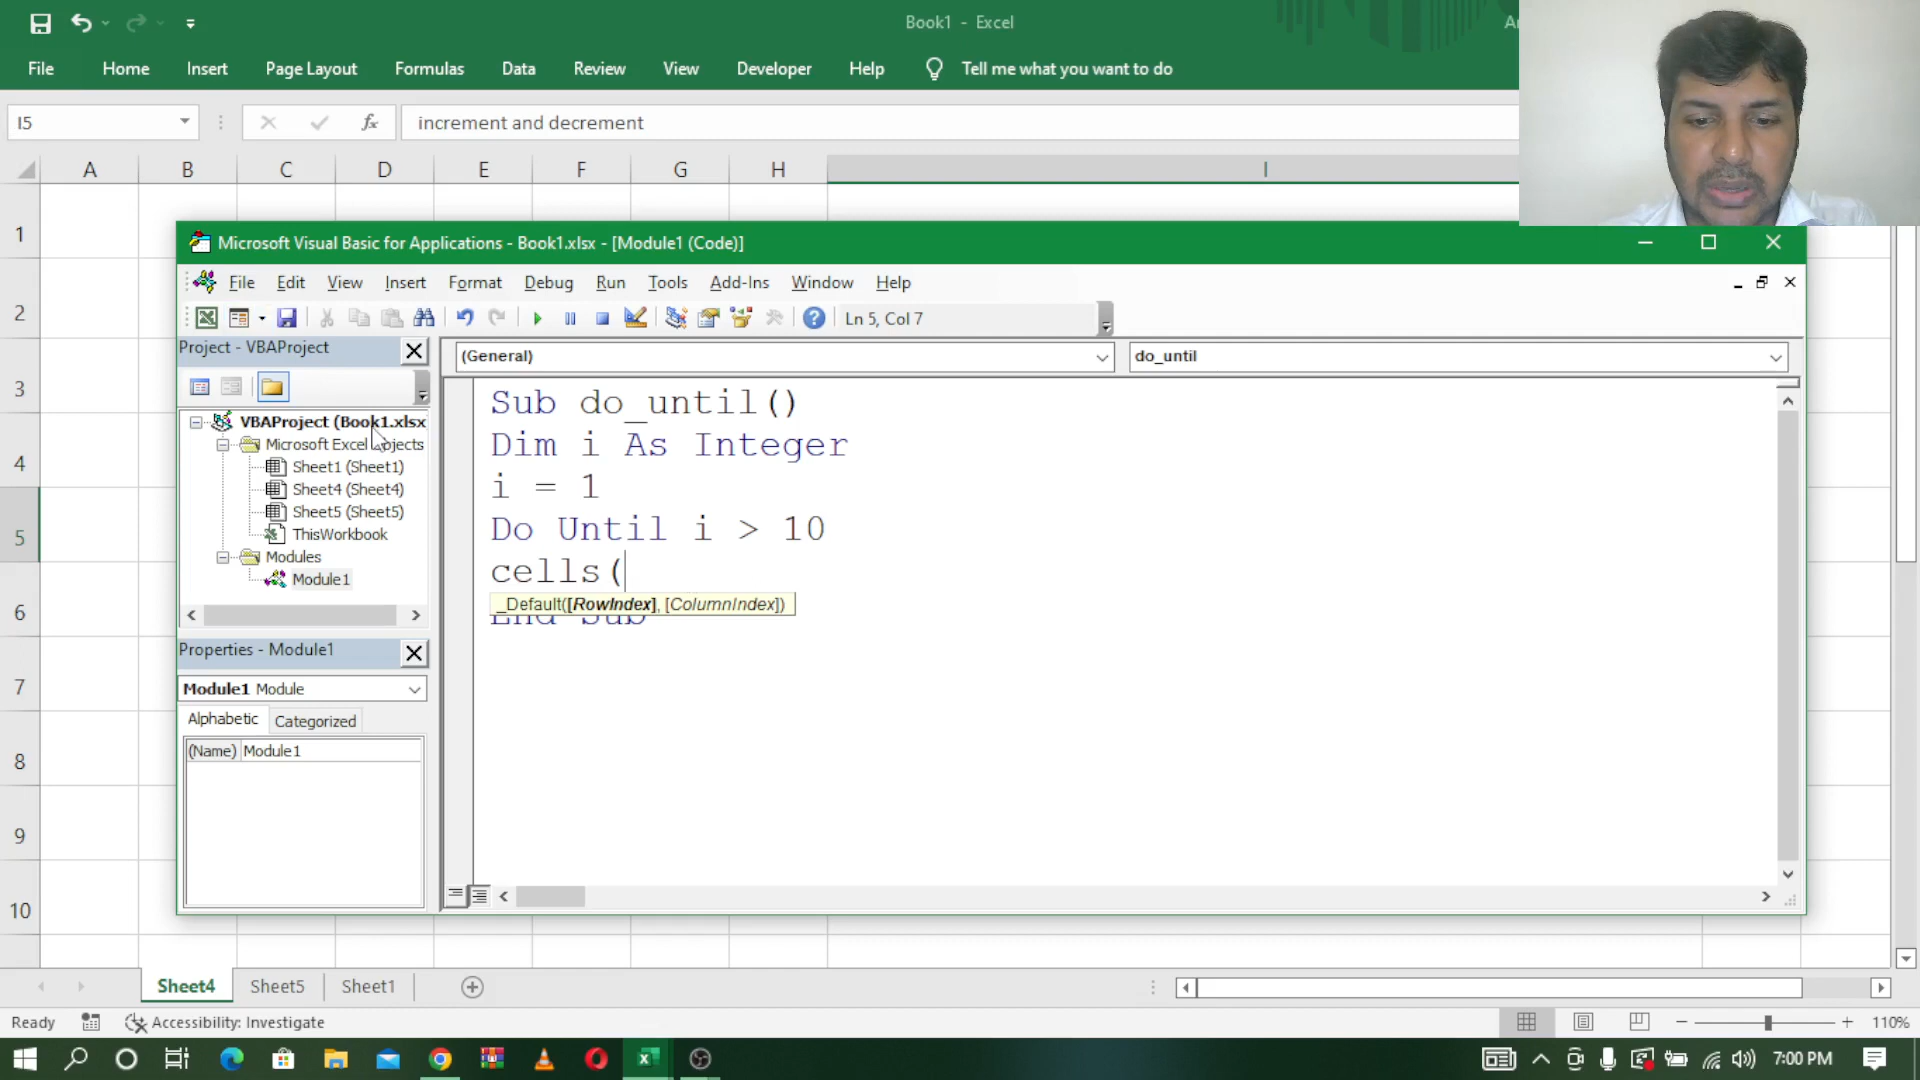 Book1 - Excel
File Home Insert Page Layout Formulas Data Review View Developer Help Tell me what you want to do
I5 fx increment and decrement
A B C D E F G H I
1
2
3
4
5
6
7
8
9
10
Microsoft Visual Basic for Applications - Book1.xlsx - [Module1 (Code)]
File Edit View Insert Format Debug Run Tools Add-Ins Window Help
Ln 5, Col 7
Project - VBAProject
VBAProject (Book1.xlsx
Microsoft Excel Objects
Sheet1 (Sheet1)
Sheet4 (Sheet4)
Sheet5 (Sheet5)
ThisWorkbook
Modules
Module1
Properties - Module1
Module1 Module
Alphabetic Categorized
(Name) Module1
(General) do_until
Sub do_until()
Dim i As Integer
i = 1
Do Until i > 10
cells(
_Default([RowIndex], [ColumnIndex])
End Sub
Sheet4 Sheet5 Sheet1
Ready Accessibility: Investigate 110%
7:00 PM